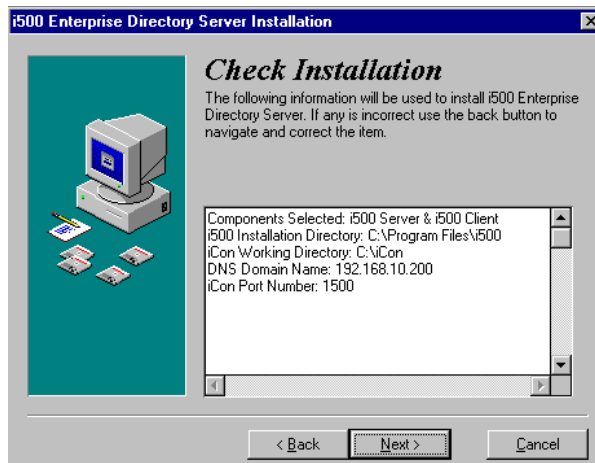 i500 Enterprise Directory Server Installation
Check Installation
The following information will be used to install i500 Enterprise
Directory Server. If any is incorrect use the back button to
navigate and correct the item.
Components Selected: i500 Server & i500 Client
i500 Installation Directory: C:\Program Files\i500
iCon Working Directory: C:\iCon
DNS Domain Name: 192.168.10.200
iCon Port Number: 1500
< Back
Next >
Cancel